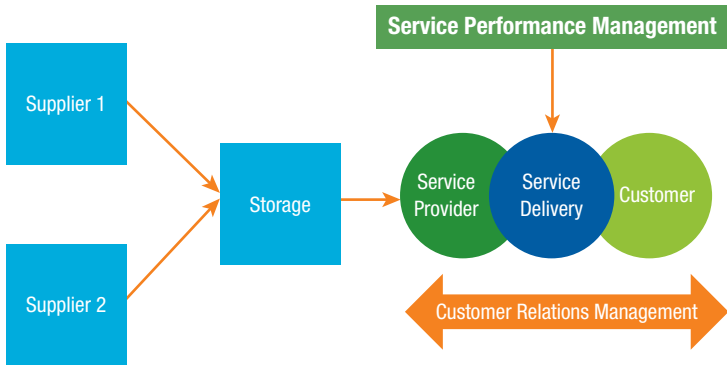 Service Performance Management
Supplier 1
Storage
Service
Provider
Service
Delivery
Customer
Supplier 2
Customer Relations Management